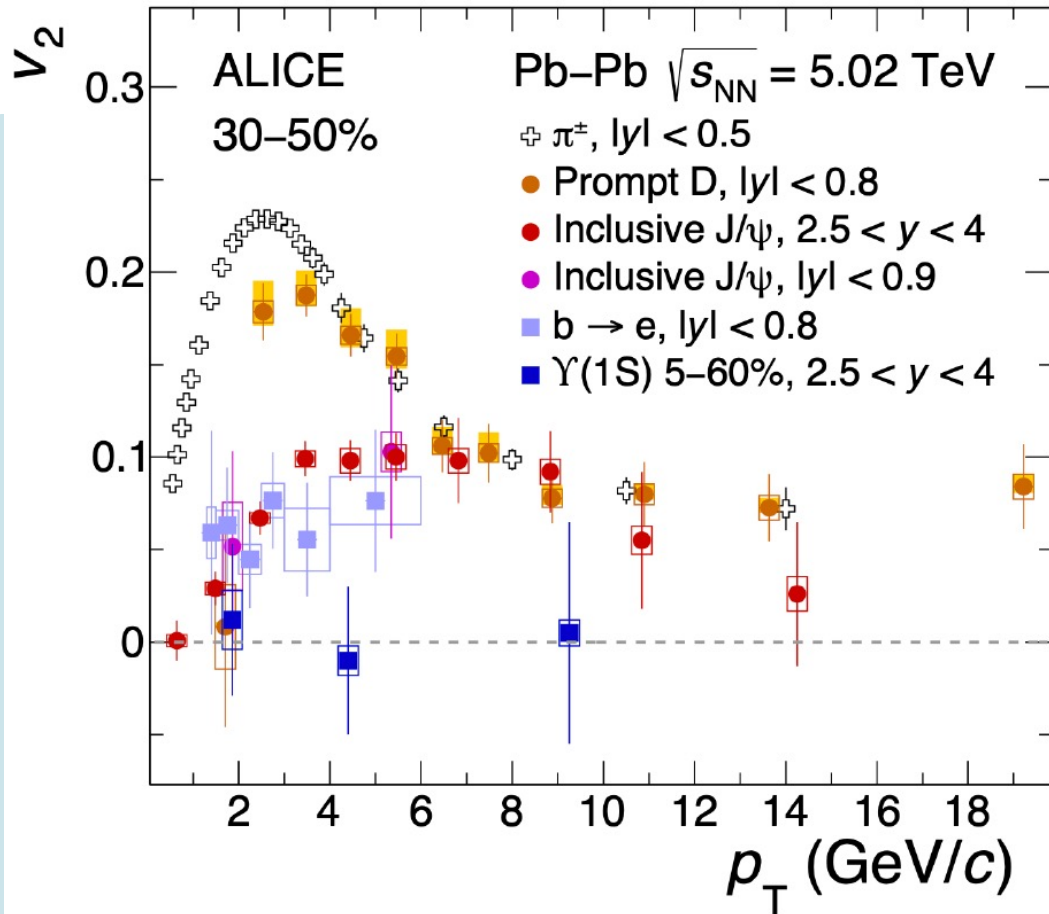 v₂
ALICE
30–50%
Pb–Pb √s_NN = 5.02 TeV
π±, |y| < 0.5
Prompt D, |y| < 0.8
Inclusive J/ψ, 2.5 < y < 4
Inclusive J/ψ, |y| < 0.9
b → e, |y| < 0.8
ϒ(1S) 5–60%, 2.5 < y < 4
0.3
0.2
0.1
0
2 4 6 8 10 12 14 16 18
p_T (GeV/c)